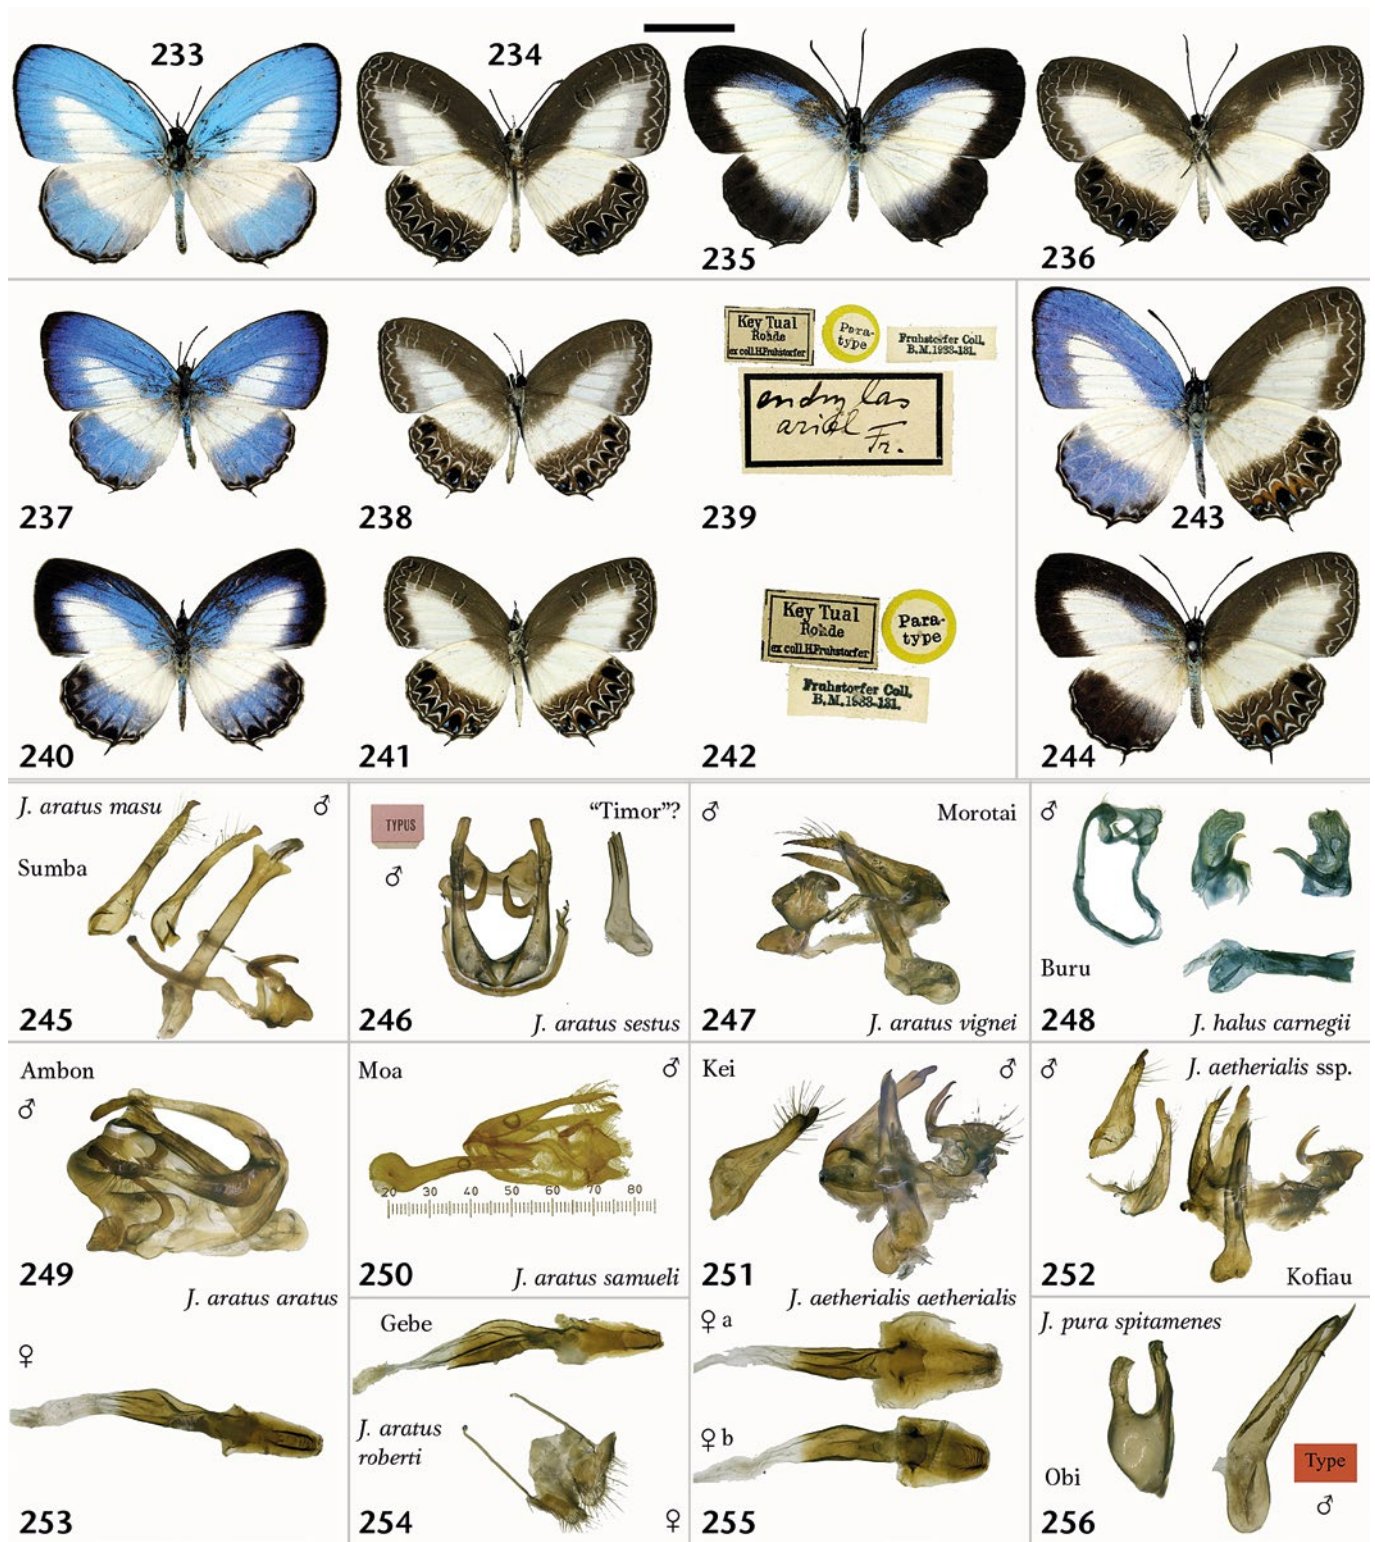 233
234
235
236
237
238
Key Tual
Rohde
ex coll.H.Fruhstorfer
Para-
type
Fruhstorfer Coll.
B.M.1933-131.
endry las
ariel Fr.
239
243
240
241
Key Tual
Rohde
ex coll.H.Fruhstorfer
Para-
type
Fruhstorfer Coll.
B.M.1933-131.
242
244
J. aratus masu ♂
Sumba
245
TYPUS
♂
"Timor"?
246
J. aratus sestus
♂ Morotai
247
J. aratus vignei
♂
Buru
248
J. halus carnegii
Ambon
♂
249
J. aratus aratus
Moa ♂
20 30 40 50 60 70 80
250
J. aratus samueli
Kei ♂
251
J. aetherialis aetherialis
♂ J. aetherialis ssp.
252
Kofiau
♀
253
Gebe
J. aratus
roberti
254
♀
♀ a
♀ b
255
J. pura spitamenes
Obi
Type
♂
256